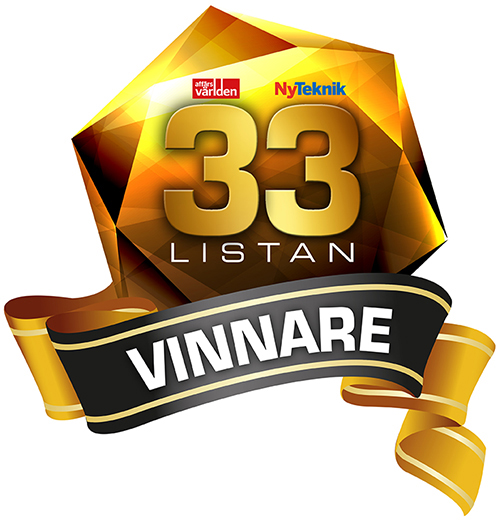 affärs
världen
NyTeknik
33
LISTAN
VINNARE